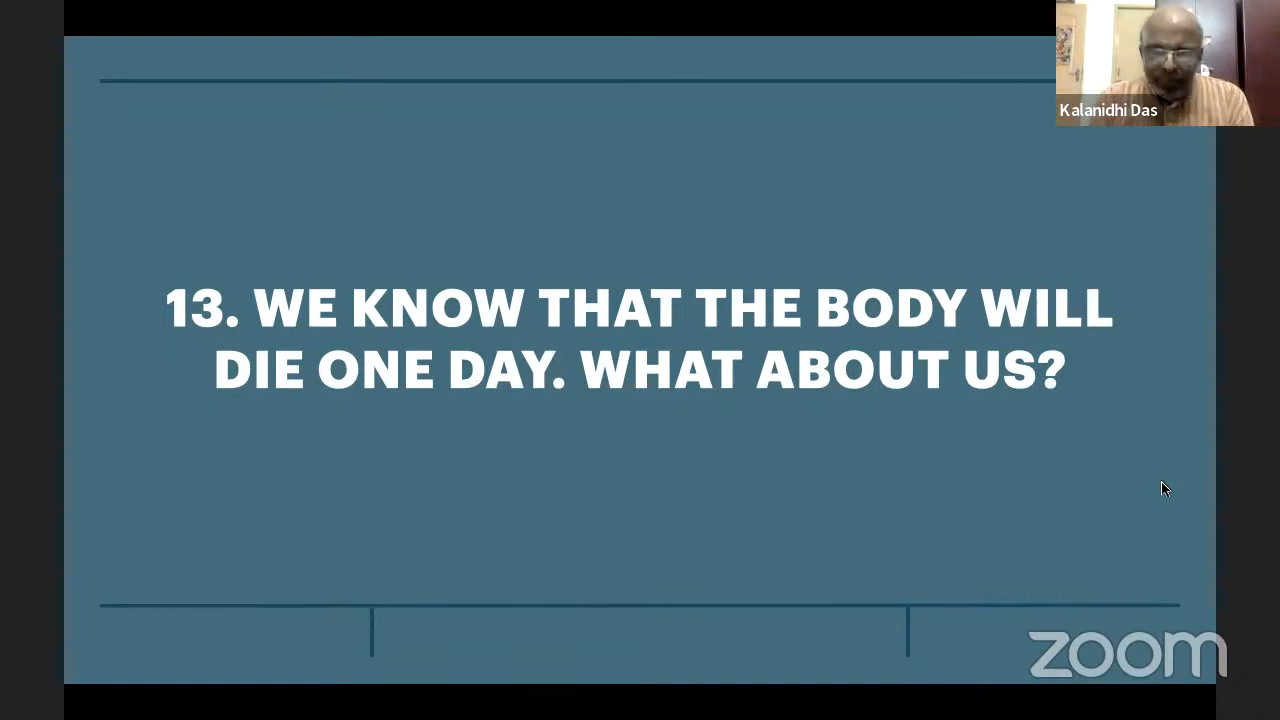 Kalanidhi Das
13. WE KNOW THAT THE BODY WILL
DIE ONE DAY. WHAT ABOUT US?
zoom